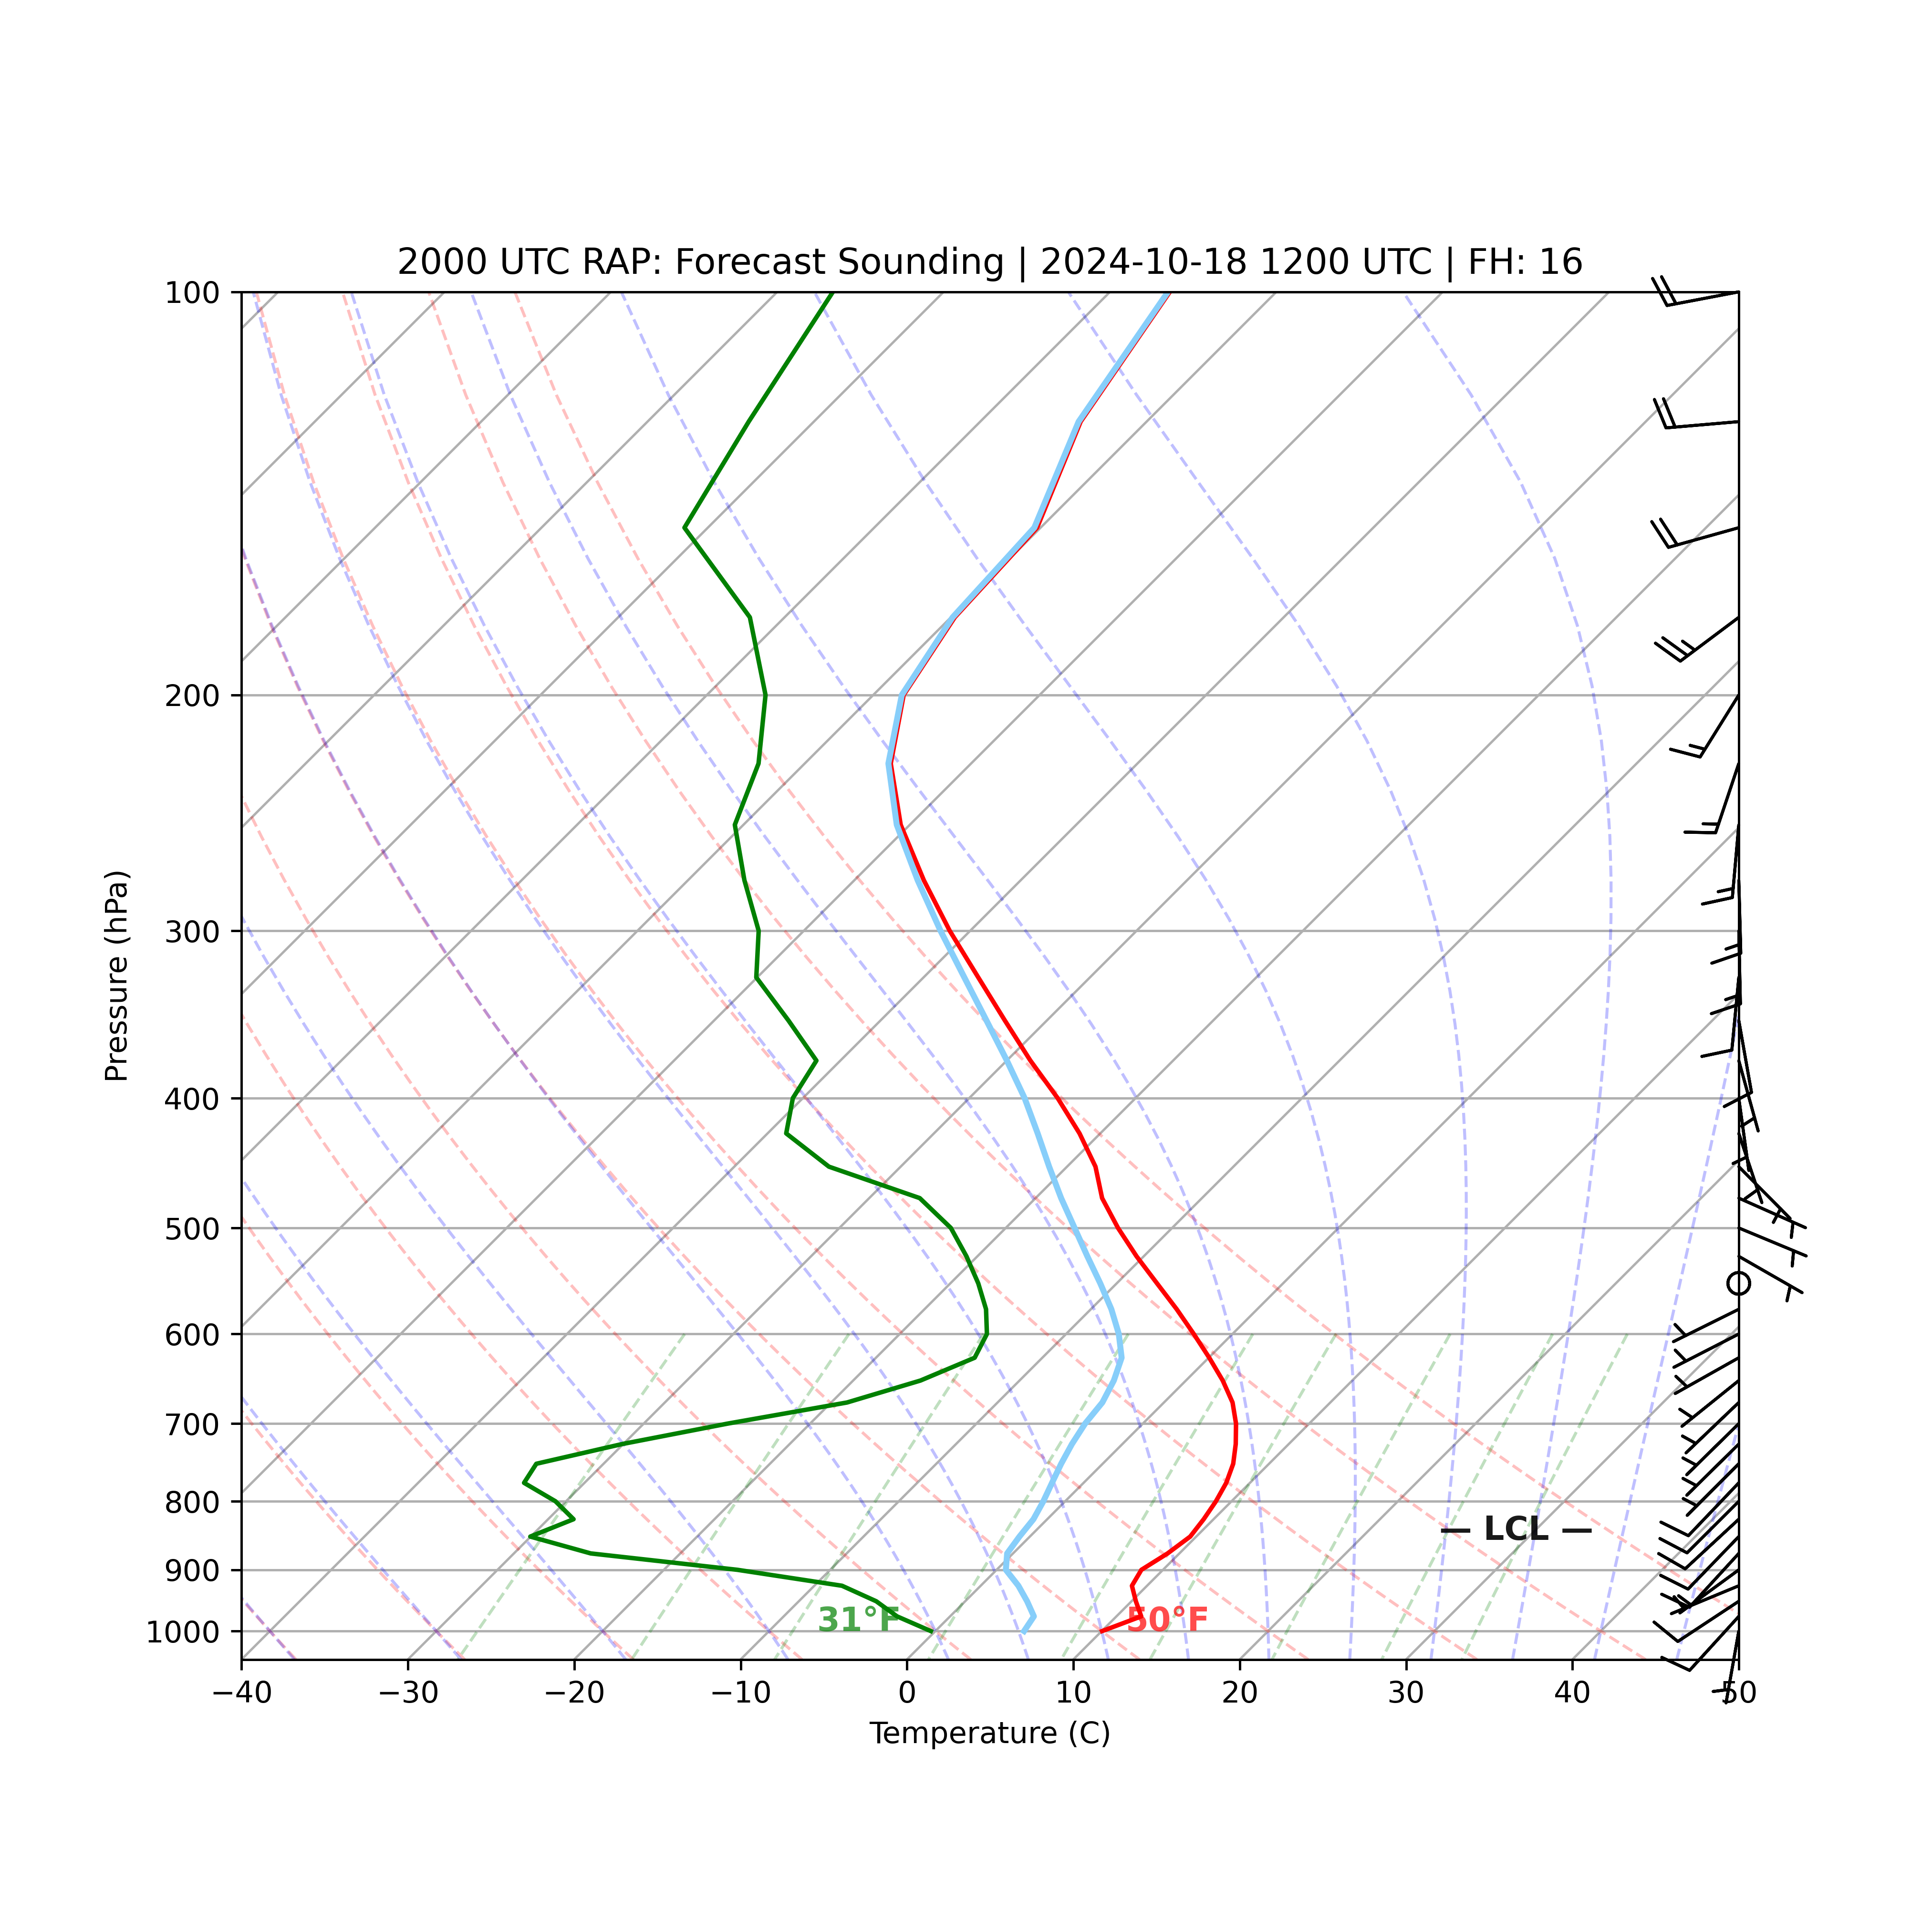 2000 UTC RAP: Forecast Sounding | 2024-10-18 1200 UTC | FH: 16
100
200
300
400
500
600
700
800
900
1000
Pressure (hPa)
— LCL —
31°F
50°F
−40 −30 −20 −10 0 10 20 30 40 50
Temperature (C)